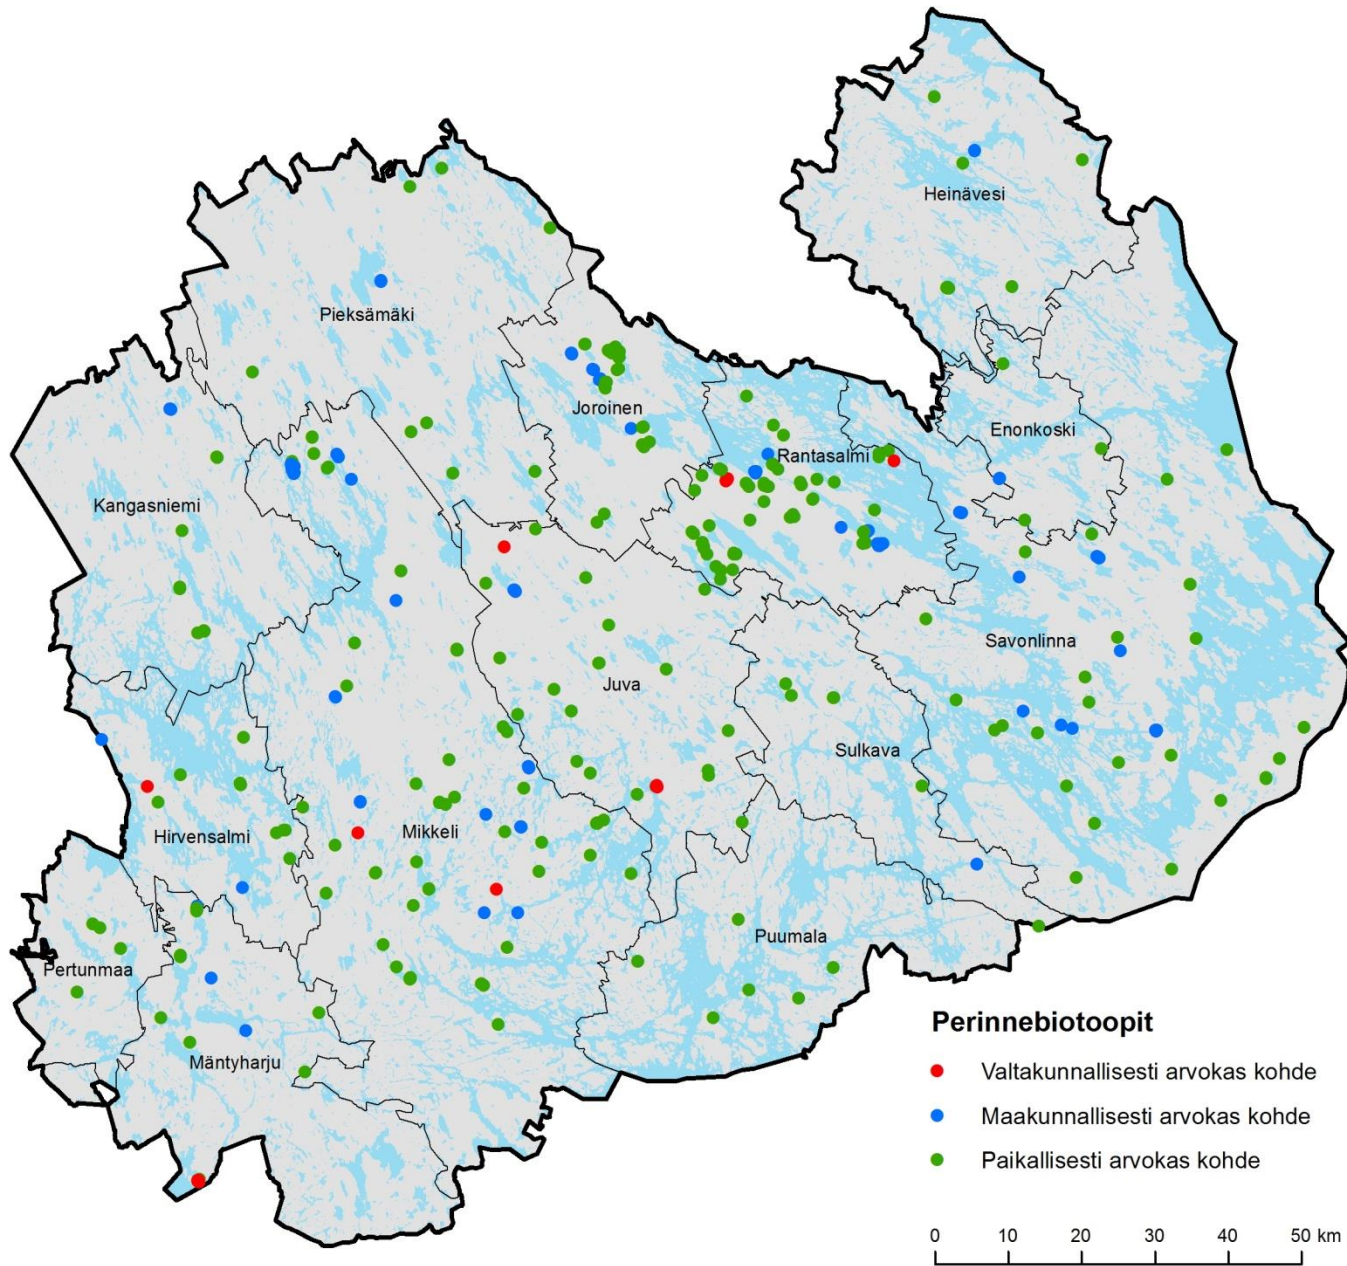 Heinävesi
Pieksämäki
Joroinen
Enonkoski
Rantasalmi
Kangasniemi
Savonlinna
Juva
Sulkava
Mikkeli
Hirvensalmi
Puumala
Pertunmaa
Mäntyharju
Perinnebiotoopit
Valtakunnallisesti arvokas kohde
Maakunnallisesti arvokas kohde
Paikallisesti arvokas kohde
0 10 20 30 40 50 km